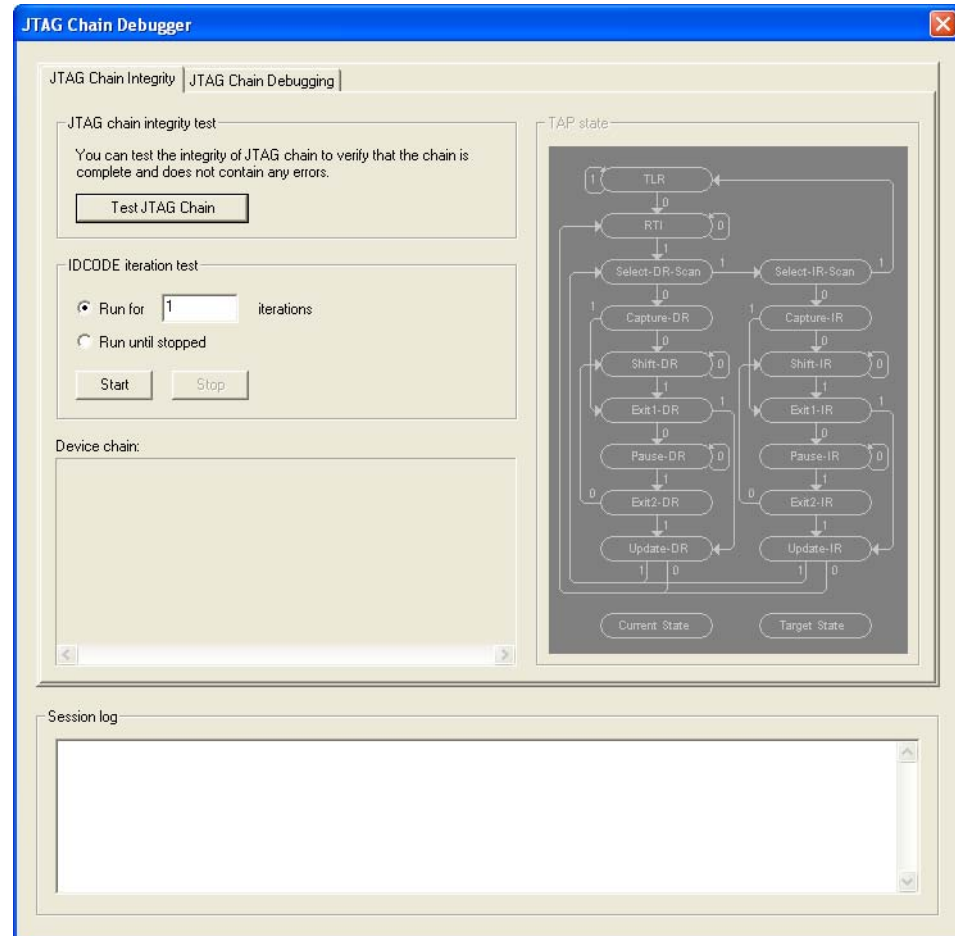 JTAG Chain Debugger
JTAG Chain Integrity
JTAG Chain Debugging
JTAG chain integrity test
You can test the integrity of JTAG chain to verify that the chain is
complete and does not contain any errors.
Test JTAG Chain
IDCODE iteration test
Run for 1 iterations
Run until stopped
Start
Stop
Device chain:
TAP state
1 TLR
0
RTI 0
1
Select-DR-Scan 1 Select-IR-Scan 1
0 0
1 Capture-DR 1 Capture-IR
0 0
Shift-DR 0 Shift-IR 0
1 1
Exit1-DR 1 Exit1-IR 1
0 0
Pause-DR 0 Pause-IR 0
1 1
0 Exit2-DR 0 Exit2-IR
1 1
Update-DR Update-IR
1 0 1 0
Current State Target State
Session log